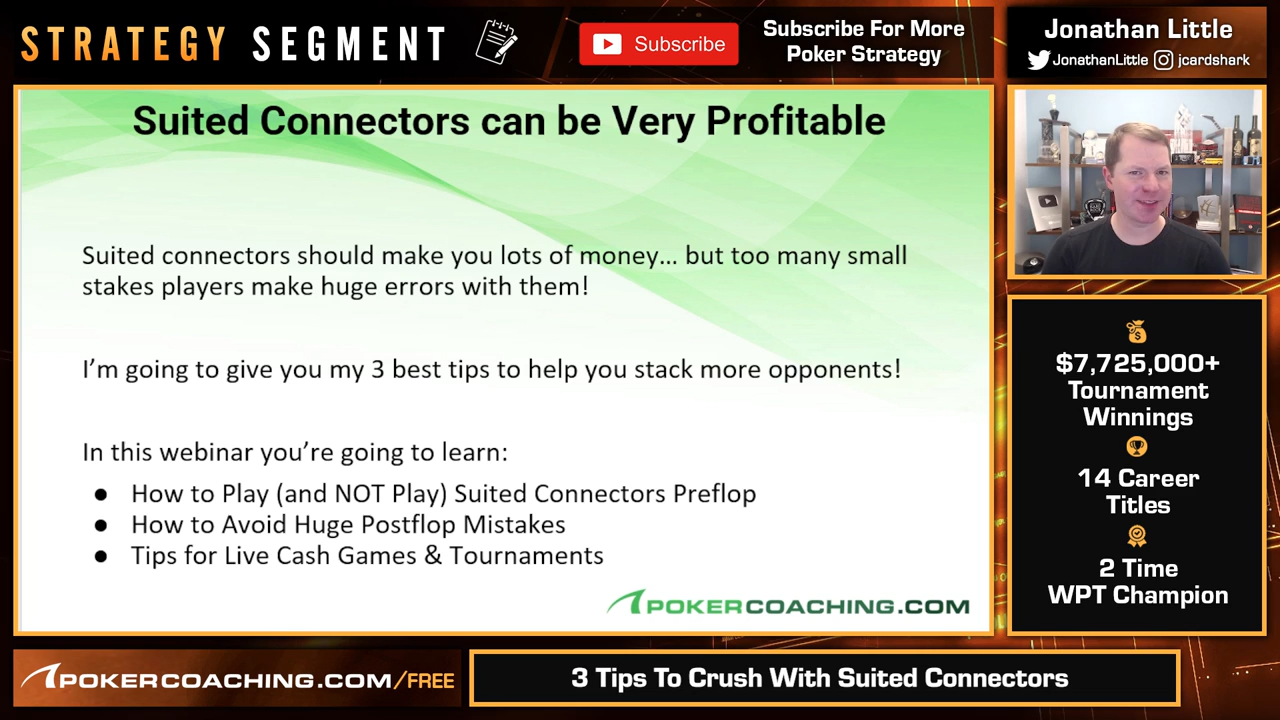 STRATEGY SEGMENT
Subscribe
Subscribe For More
Poker Strategy
Jonathan Little
JonathanLittle jcardshark
Suited Connectors can be Very Profitable
Suited connectors should make you lots of money... but too many small
stakes players make huge errors with them!
I'm going to give you my 3 best tips to help you stack more opponents!
In this webinar you're going to learn:
● How to Play (and NOT Play) Suited Connectors Preflop
● How to Avoid Huge Postflop Mistakes
● Tips for Live Cash Games & Tournaments
POKERCOACHING.COM
$7,725,000+
Tournament
Winnings
14 Career
Titles
2 Time
WPT Champion
POKERCOACHING.COM/FREE
3 Tips To Crush With Suited Connectors